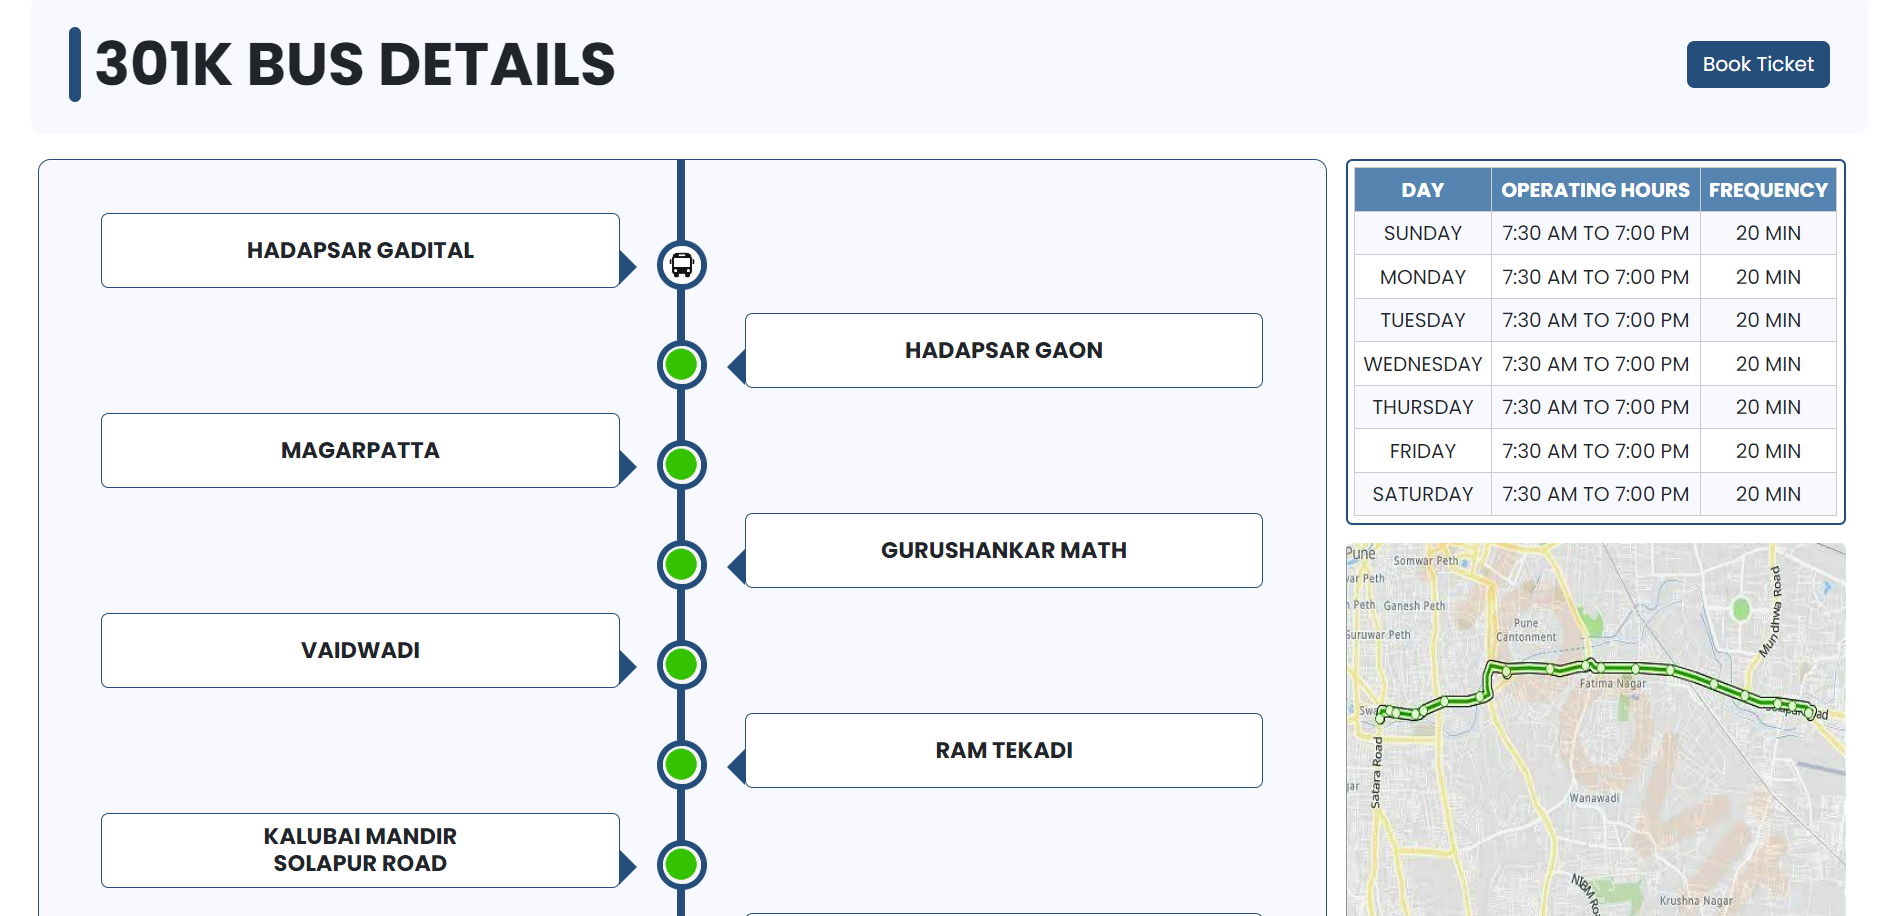 301K BUS DETAILS
Book Ticket
HADAPSAR GADITAL
HADAPSAR GAON
MAGARPATTA
GURUSHANKAR MATH
VAIDWADI
RAM TEKADI
KALUBAI MANDIR
SOLAPUR ROAD
DAY OPERATING HOURS FREQUENCY
SUNDAY 7:30 AM TO 7:00 PM 20 MIN
MONDAY 7:30 AM TO 7:00 PM 20 MIN
TUESDAY 7:30 AM TO 7:00 PM 20 MIN
WEDNESDAY 7:30 AM TO 7:00 PM 20 MIN
THURSDAY 7:30 AM TO 7:00 PM 20 MIN
FRIDAY 7:30 AM TO 7:00 PM 20 MIN
SATURDAY 7:30 AM TO 7:00 PM 20 MIN
Pune
Somwar Peth
Peth
Peth
Ganesh Peth
Guruwar Peth
Pune
Cantonment
Mundhwa Road
Fatima Nagar
Satara Road
Wanawadi
NIBM
Krushna Nagar